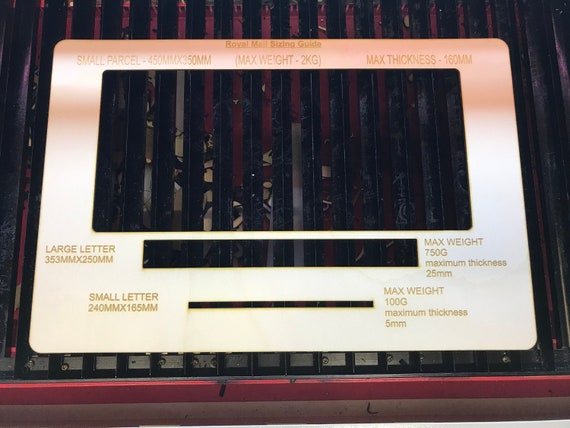 Royal Mail Sizing Guide
SMALL PARCEL - 450MMX350MM (MAX WEIGHT - 2KG) MAX THICKNESS - 160MM
LARGE LETTER
353MMX250MM
MAX WEIGHT
750G
maximum thickness
25mm
SMALL LETTER
240MMX165MM
MAX WEIGHT
100G
maximum thickness
5mm